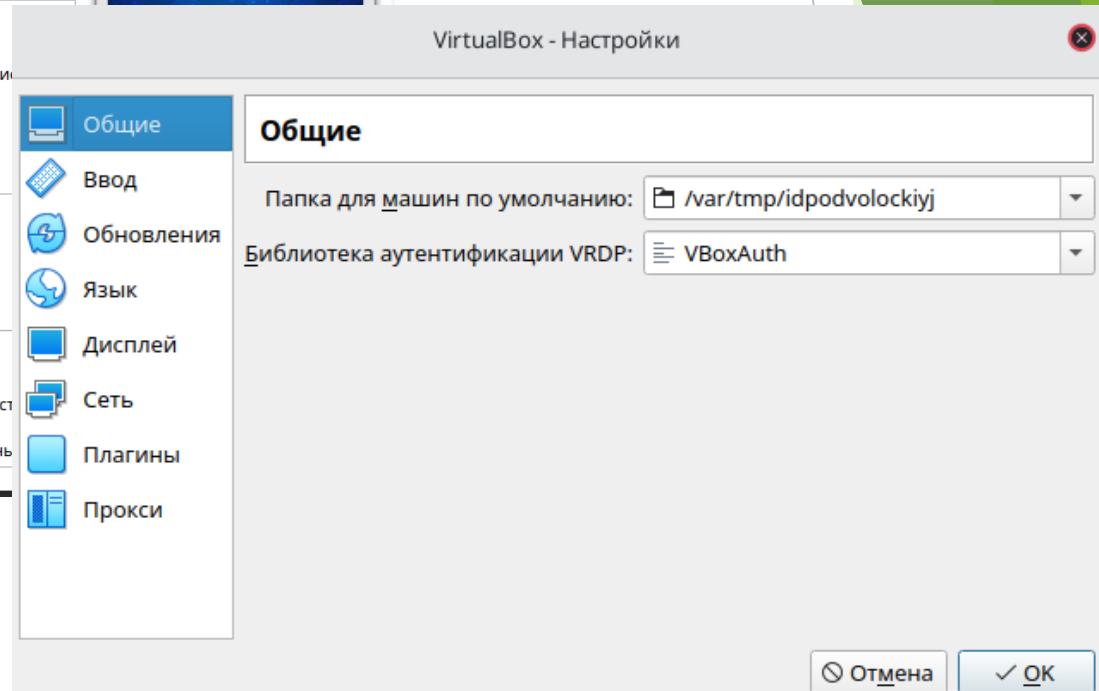 VirtualBox - Настройки
Общие
Ввод
Обновления
Язык
Дисплей
Сеть
Плагины
Прокси
Общие
Папка для машин по умолчанию: /var/tmp/idpodvolockiyj
Библиотека аутентификации VRDP: VBoxAuth
Отмена
OK